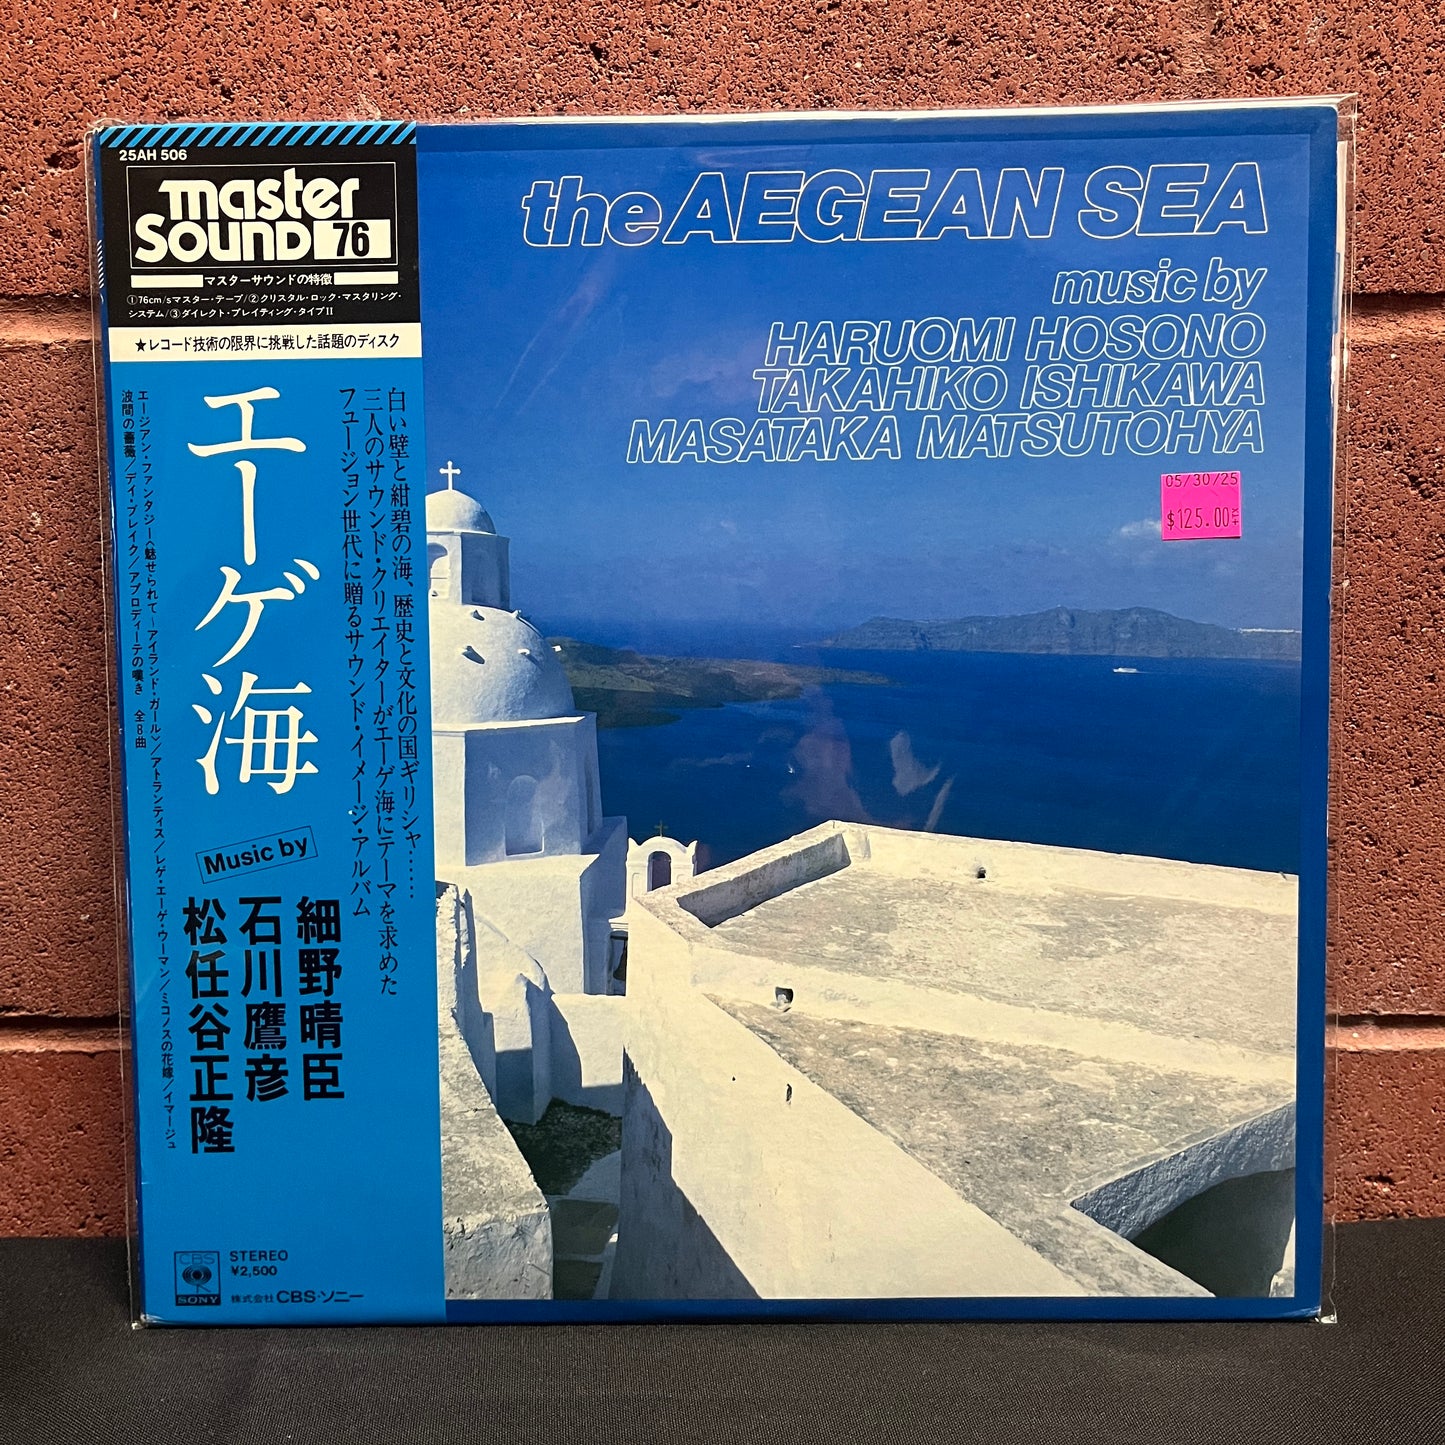 25AH 506
master
SOUND 76
マスターサウンドの特徴
①76cm/sマスター・テープ/②クリスタル・ロック・マスタリング・
システム/③ダイレクト・プレイティング・タイプII
★レコード技術の限界に挑戦した話題のディスク
白い壁と紺碧の海、歴史と文化の国ギリシャ……
三人のサウンド・クリエイターがエーゲ海にテーマを求めた
フュージョン世代に贈るサウンド・イメージ・アルバム
エーゲ海
エージアン・ファンタジー〈魅せられて〜アイランド・ガール〉/アトランティス/レゲ・エーゲ・ウーマン/ミコノスの花嫁/イマージュ
波間の薔薇/デイ・ブレイク/アプロディーテの嘆き 全8曲
Music by
細野晴臣
石川鷹彦
松任谷正隆
CBS
SONY
STEREO
¥2,500
株式会社 CBS・ソニー
the AEGEAN SEA
music by
HARUOMI HOSONO
TAKAHIKO ISHIKAWA
MASATAKA MATSUTOHYA
05/30/25
$125.00